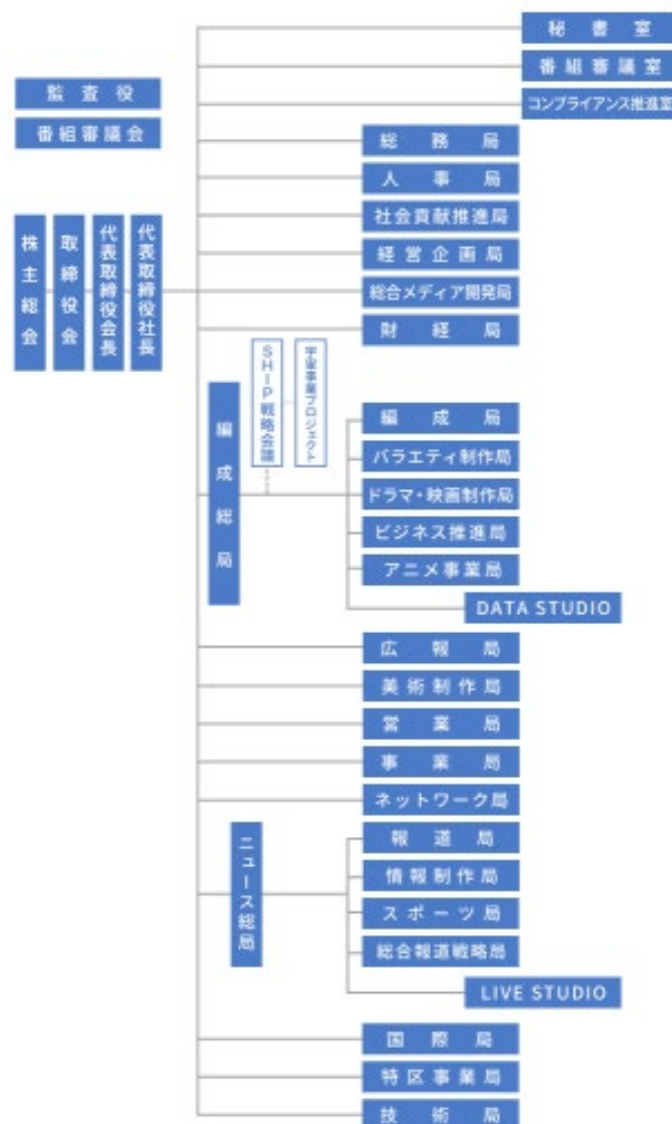 秘書室
番組審議室
コンプライアンス推進室
監査役
番組審議会
総務局
人事局
社会貢献推進局
経営企画局
総合メディア開発局
財経局
株主総会
取締役会
代表取締役会長
代表取締役社長
SHIP戦略会議
宇宙事業プロジェクト
編成総局
編成局
バラエティ制作局
ドラマ・映画制作局
ビジネス推進局
アニメ事業局
DATA STUDIO
広報局
美術制作局
営業局
事業局
ネットワーク局
ニュース総局
報道局
情報制作局
スポーツ局
総合報道戦略局
LIVE STUDIO
国際局
特区事業局
技術局